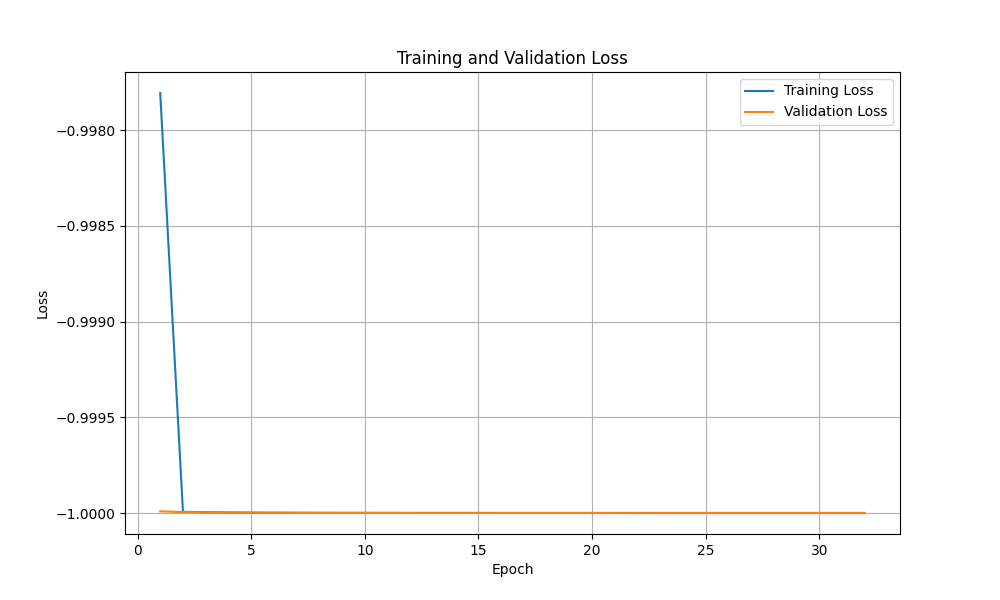 Training and Validation Loss
Training Loss
Validation Loss
−0.9980
−0.9985
−0.9990
−0.9995
−1.0000
Loss
0 5 10 15 20 25 30
Epoch